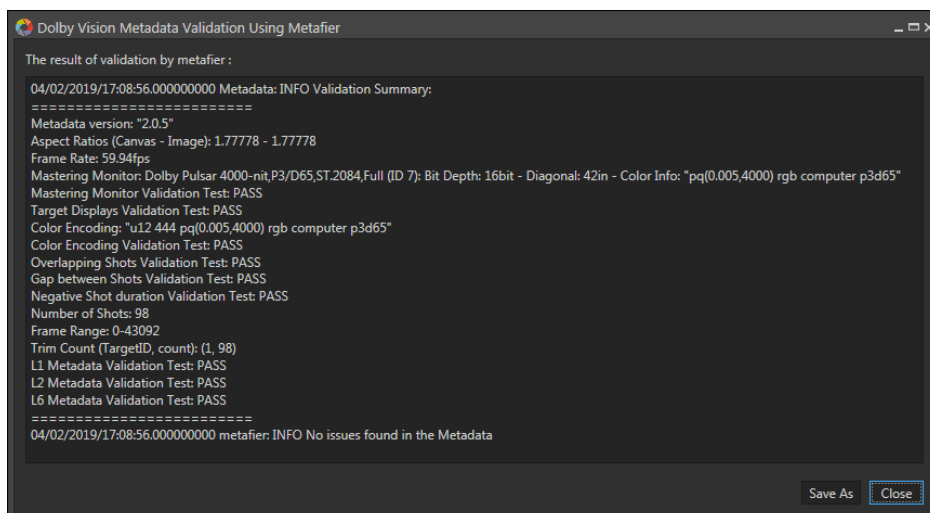 Dolby Vision Metadata Validation Using Metafier
The result of validation by metafier :
04/02/2019/17:08:56.000000000 Metadata: INFO Validation Summary:
=========================
Metadata version: "2.0.5"
Aspect Ratios (Canvas - Image): 1.77778 - 1.77778
Frame Rate: 59.94fps
Mastering Monitor: Dolby Pulsar 4000-nit,P3/D65,ST.2084,Full (ID 7): Bit Depth: 16bit - Diagonal: 42in - Color Info: "pq(0.005,4000) rgb computer p3d65"
Mastering Monitor Validation Test: PASS
Target Displays Validation Test: PASS
Color Encoding: "u12 444 pq(0.005,4000) rgb computer p3d65"
Color Encoding Validation Test: PASS
Overlapping Shots Validation Test: PASS
Gap between Shots Validation Test: PASS
Negative Shot duration Validation Test: PASS
Number of Shots: 98
Frame Range: 0-43092
Trim Count (TargetID, count): (1, 98)
L1 Metadata Validation Test: PASS
L2 Metadata Validation Test: PASS
L6 Metadata Validation Test: PASS
=========================
04/02/2019/17:08:56.000000000 metafier: INFO No issues found in the Metadata
Save As Close